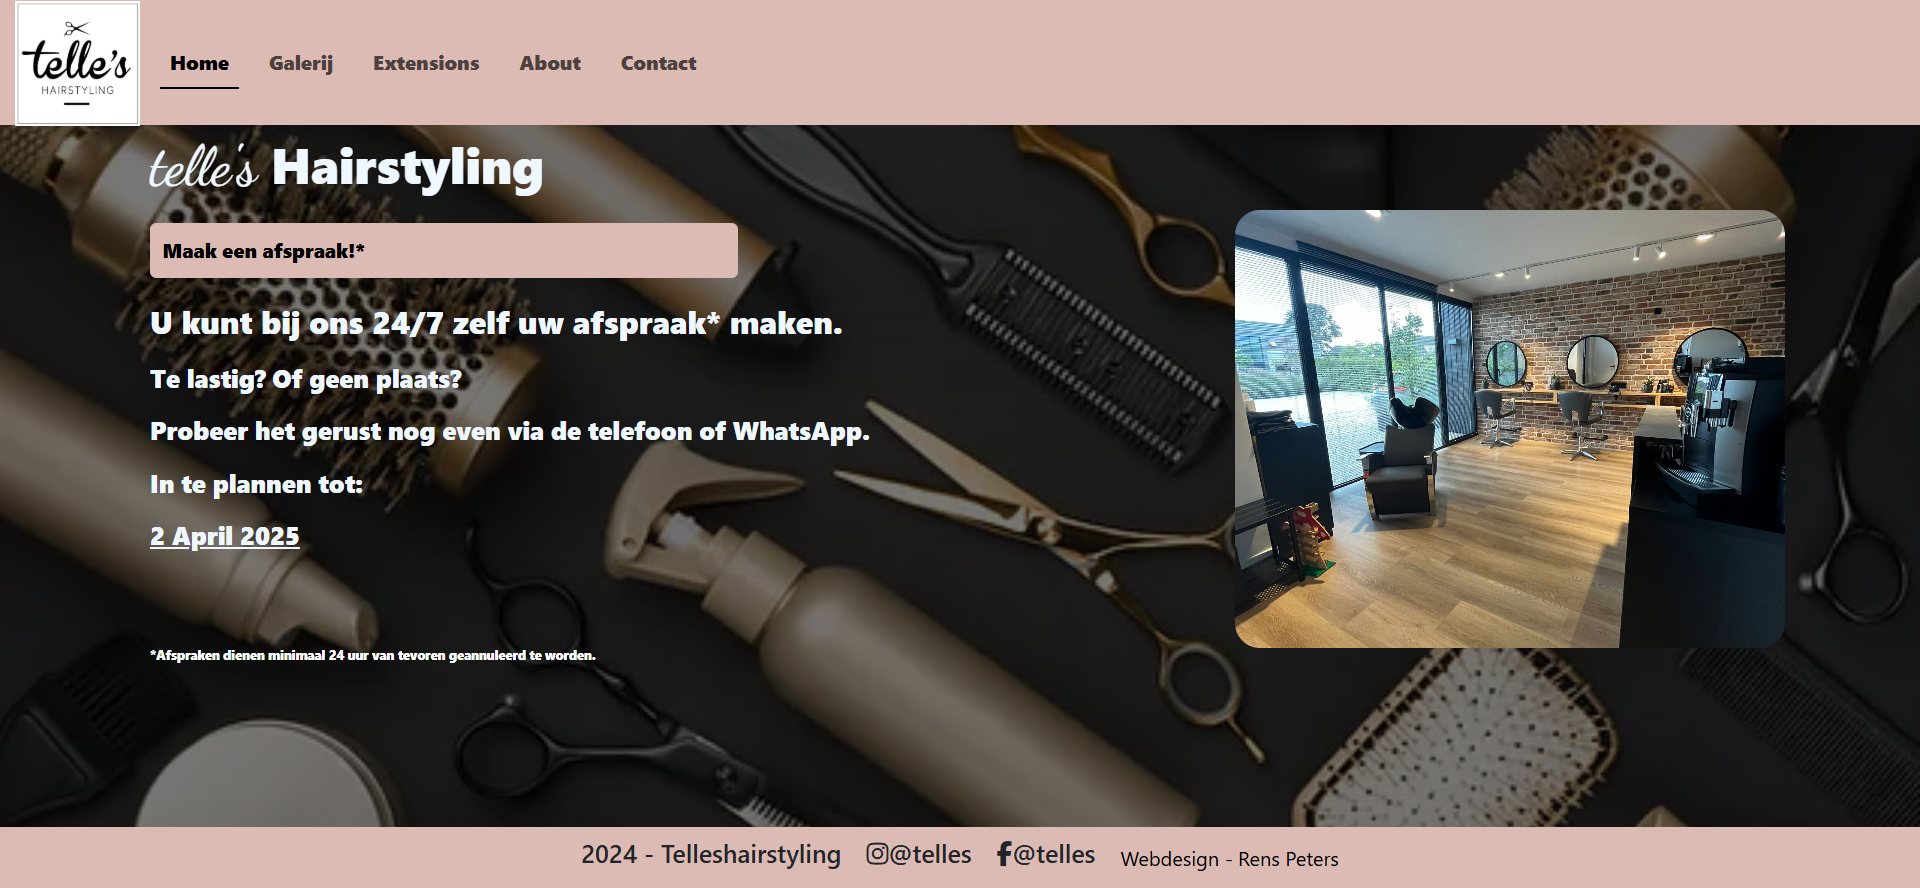 telle's
HAIRSTYLING
Home Galerij Extensions About Contact
telle's Hairstyling
Maak een afspraak!*
U kunt bij ons 24/7 zelf uw afspraak* maken.
Te lastig? Of geen plaats?
Probeer het gerust nog even via de telefoon of WhatsApp.
In te plannen tot:
2 April 2025
*Afspraken dienen minimaal 24 uur van tevoren geannuleerd te worden.
2024 - Telleshairstyling @telles @telles Webdesign - Rens Peters